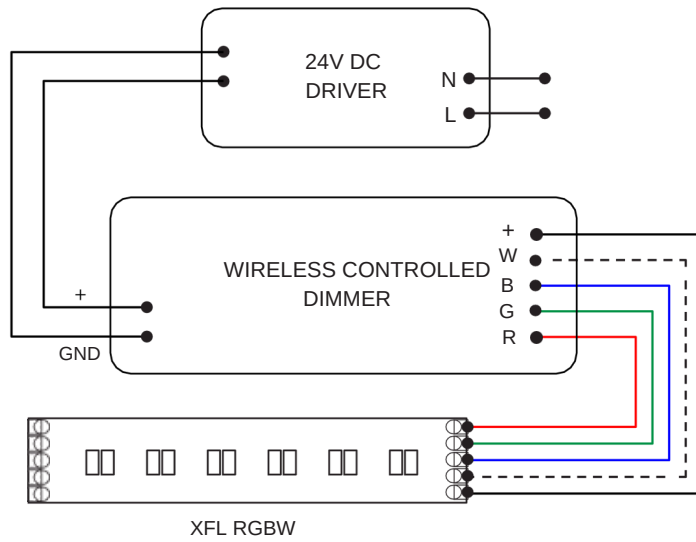 24V DC
DRIVER
N
L
+
W
WIRELESS CONTROLLED
DIMMER
B
G
R
+
GND
XFL RGBW